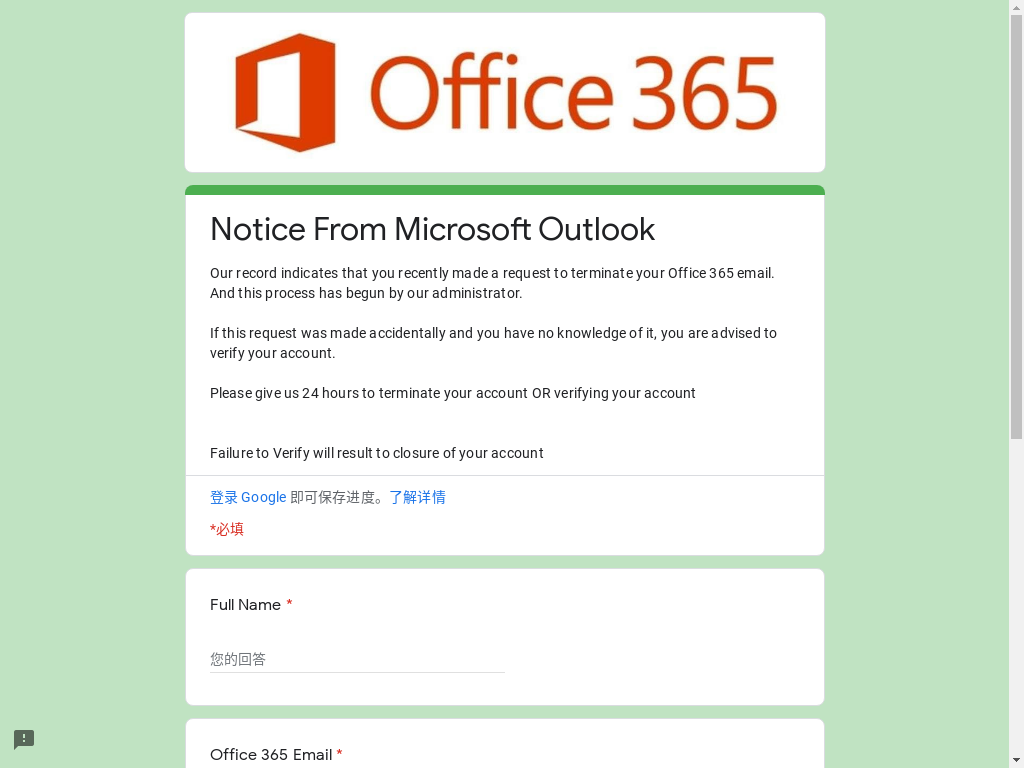 Office 365
Notice From Microsoft Outlook
Our record indicates that you recently made a request to terminate your Office 365 email.
And this process has begun by our administrator.
If this request was made accidentally and you have no knowledge of it, you are advised to
verify your account.
Please give us 24 hours to terminate your account OR verifying your account
Failure to Verify will result to closure of your account
登录 Google 即可保存进度。了解详情
*必填
Full Name *
您的回答
Office 365 Email *